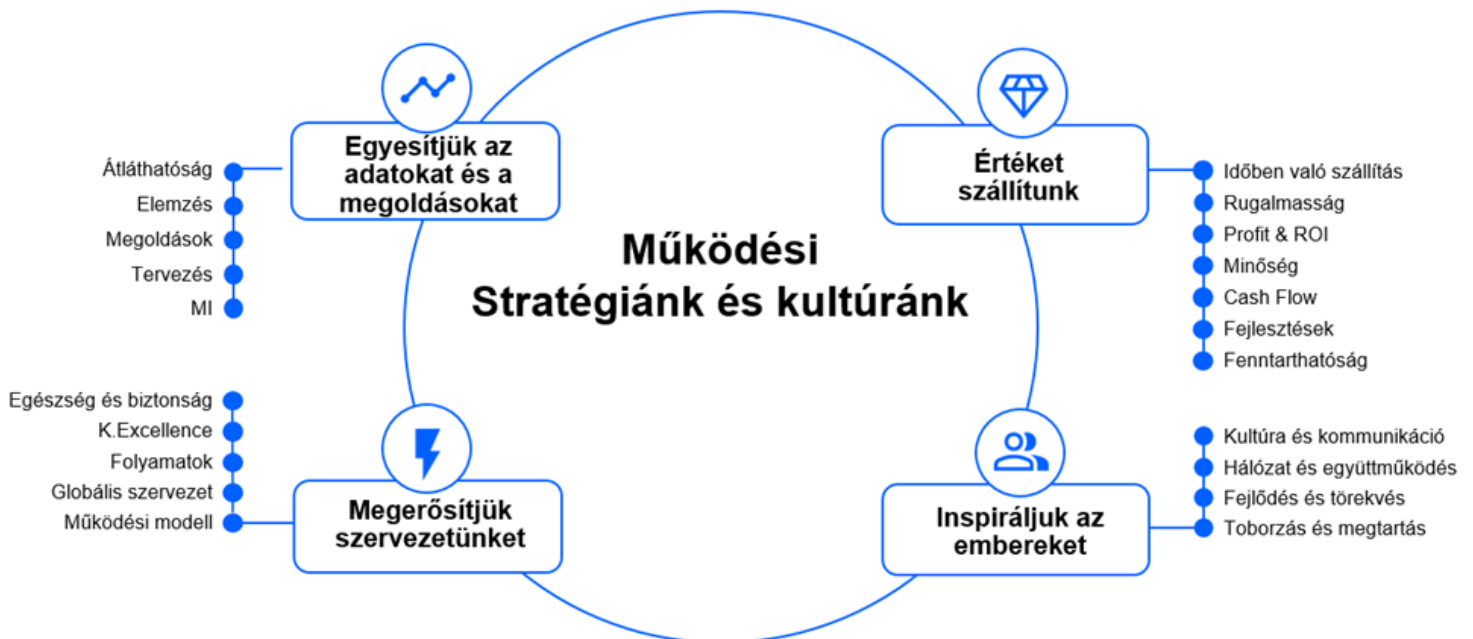 Működési
Stratégiánk és kultúránk
Egyesítjük az
adatokat és a
megoldásokat
Átláthatóság
Elemzés
Megoldások
Tervezés
MI
Értéket
szállítunk
Időben való szállítás
Rugalmasság
Profit & ROI
Minőség
Cash Flow
Fejlesztések
Fenntarthatóság
Megerősítjük
szervezetünket
Egészség és biztonság
K.Excellence
Folyamatok
Globális szervezet
Működési modell
Inspiráljuk az
embereket
Kultúra és kommunikáció
Hálózat és együttműködés
Fejlődés és törekvés
Toborzás és megtartás